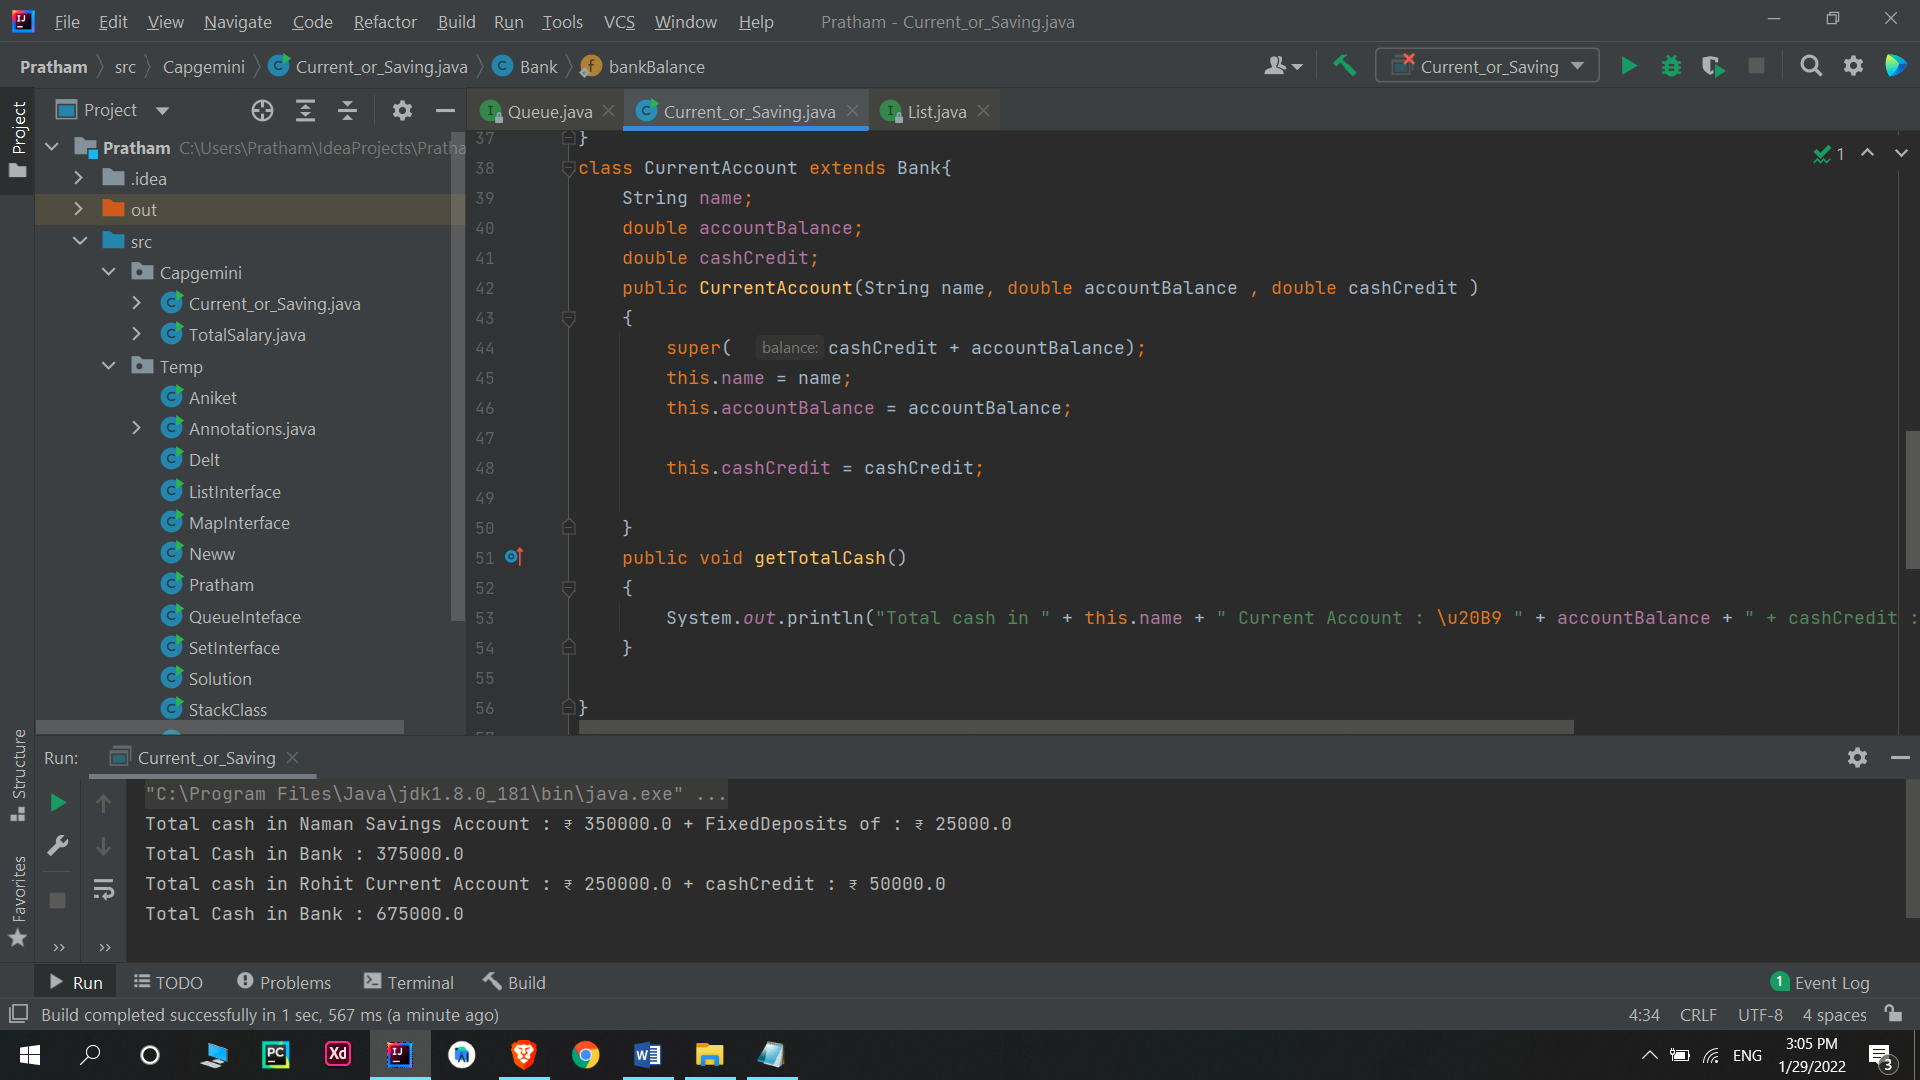 File Edit View Navigate Code Refactor Build Run Tools VCS Window Help Pratham - Current_or_Saving.java
Pratham src Capgemini Current_or_Saving.java Bank bankBalance Current_or_Saving
Project
Project
Queue.java Current_or_Saving.java List.java
Pratham C:\Users\Pratham\IdeaProjects\Pratha
.idea
out
src
Capgemini
Current_or_Saving.java
TotalSalary.java
Temp
Aniket
Annotations.java
Delt
ListInterface
MapInterface
Neww
Pratham
QueueInteface
SetInterface
Solution
StackClass
1
37 }
38 class CurrentAccount extends Bank{
39 String name;
40 double accountBalance;
41 double cashCredit;
42 public CurrentAccount(String name, double accountBalance , double cashCredit )
43 {
44 super( balance: cashCredit + accountBalance);
45 this.name = name;
46 this.accountBalance = accountBalance;
47
48 this.cashCredit = cashCredit;
49
50 }
51 public void getTotalCash()
52 {
53 System.out.println("Total cash in " + this.name + " Current Account : \u20B9 " + accountBalance + " + cashCredit :
54 }
55
56 }
Structure
Favorites
Run: Current_or_Saving
"C:\Program Files\Java\jdk1.8.0_181\bin\java.exe" ...
Total cash in Naman Savings Account : ₹ 350000.0 + FixedDeposits of : ₹ 25000.0
Total Cash in Bank : 375000.0
Total cash in Rohit Current Account : ₹ 250000.0 + cashCredit : ₹ 50000.0
Total Cash in Bank : 675000.0
Run TODO Problems Terminal Build 1 Event Log
Build completed successfully in 1 sec, 567 ms (a minute ago) 4:34 CRLF UTF-8 4 spaces
PC Xd IJ W ENG 3:05 PM
1/29/2022 3